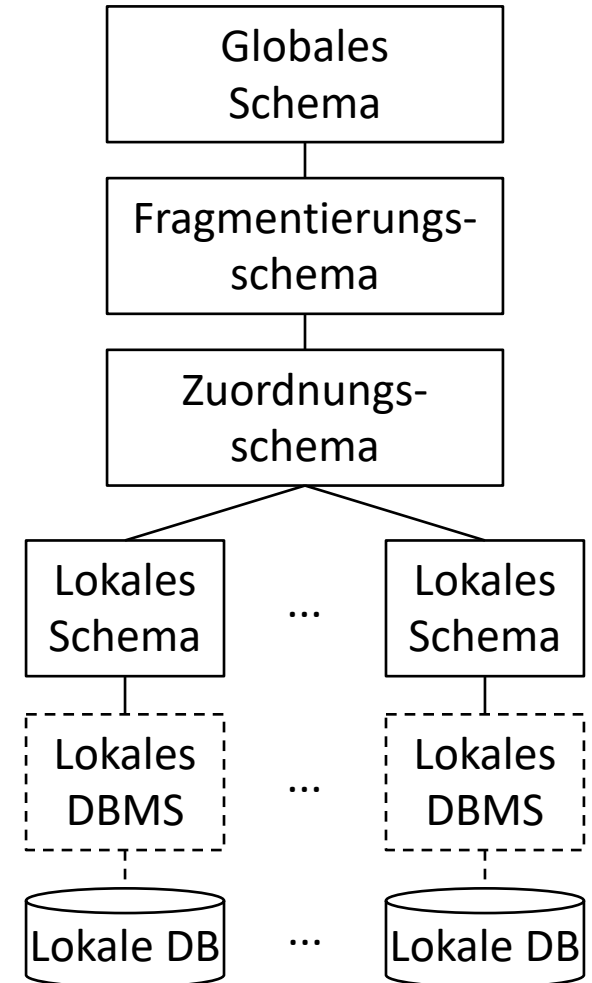 Globales
Schema
Fragmentierungs-
schema
Zuordnungs-
schema
Lokales
Schema
...
Lokales
Schema
Lokales
DBMS
...
Lokales
DBMS
Lokale DB
...
Lokale DB